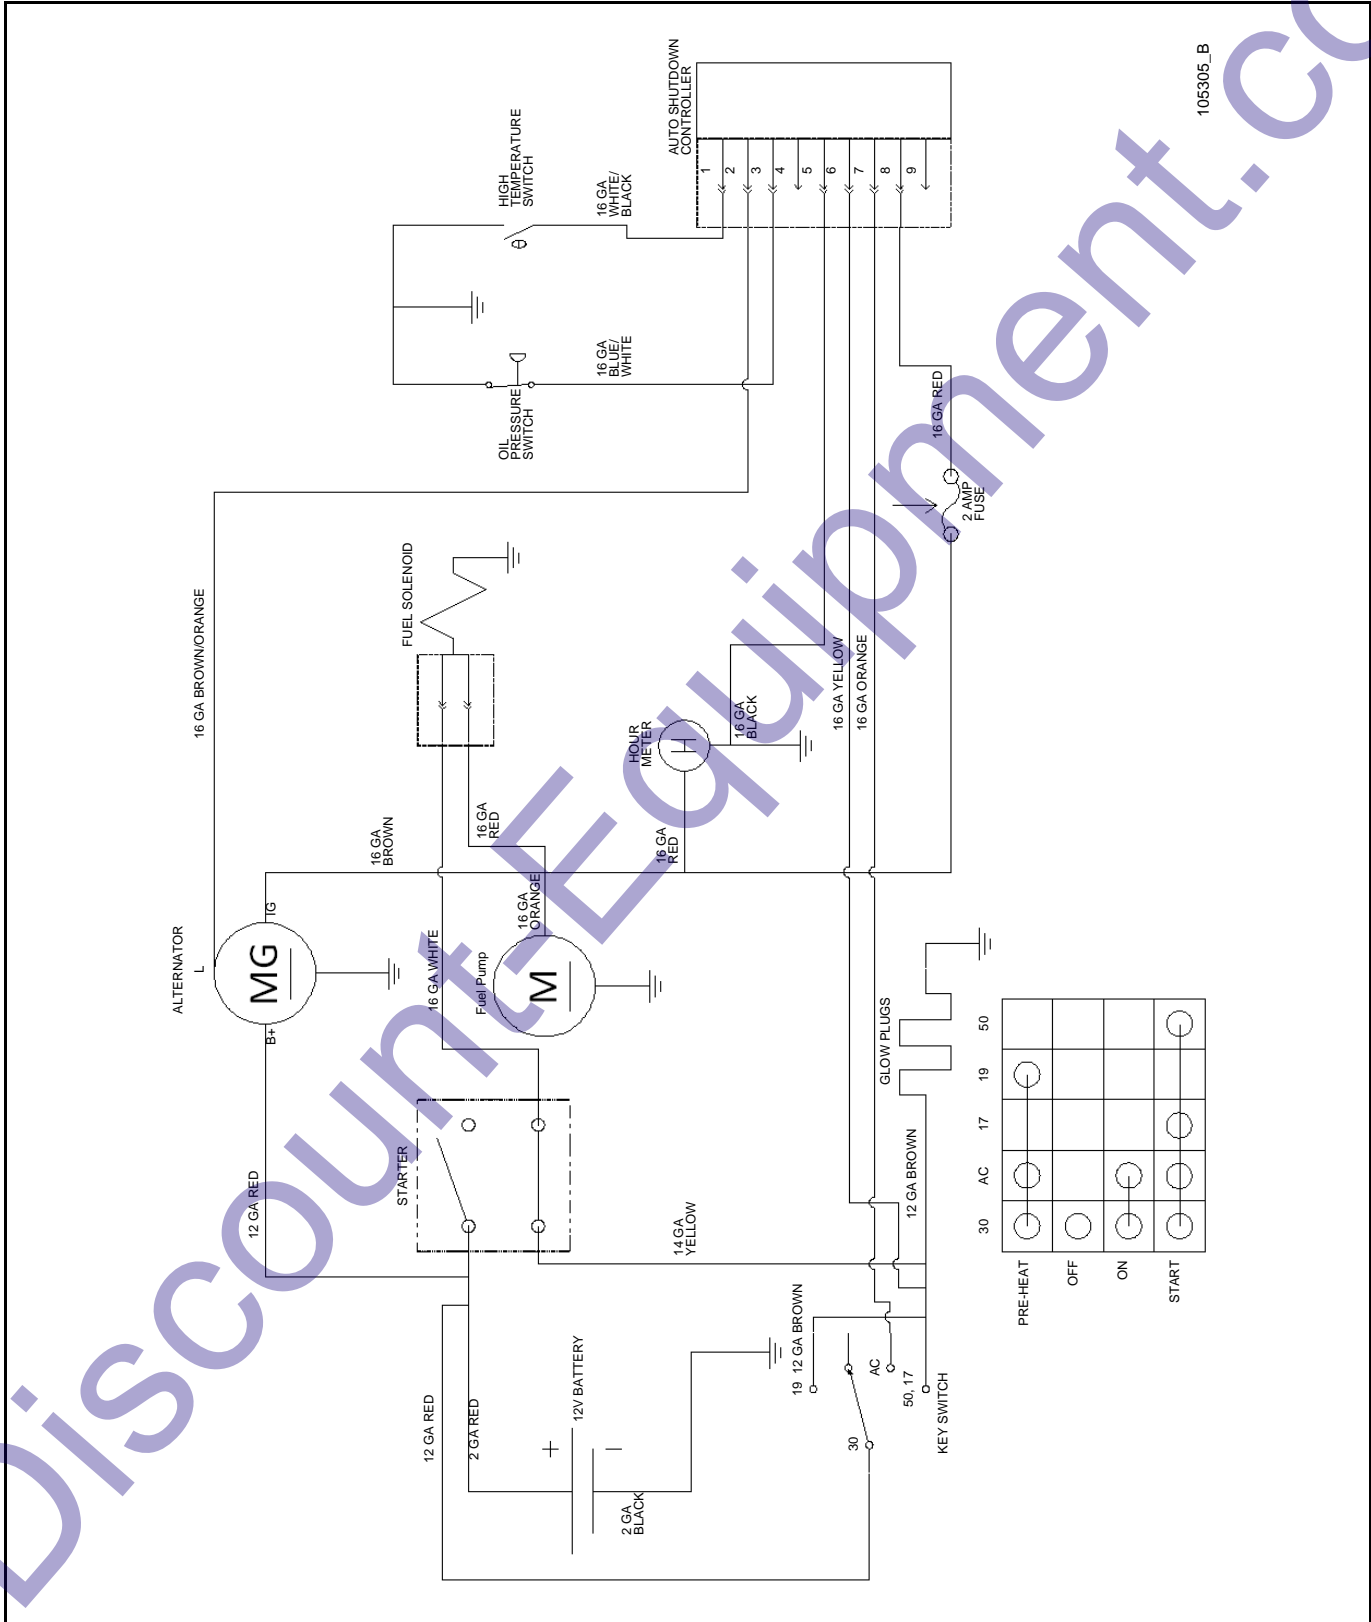 105305_B
AUTO SHUTDOWN
CONTROLLER
1
2
3
4
5
6
7
8
9
HIGH
TEMPERATURE
SWITCH
16 GA
WHITE/
BLACK
OIL
PRESSURE
SWITCH
16 GA
BLUE/
WHITE
16 GA RED
2 AMP
FUSE
16 GA BROWN/ORANGE
FUEL SOLENOID
HOUR
METER
H
16 GA
BLACK
16 GA YELLOW
16 GA ORANGE
16 GA
BROWN
16 GA
RED
16 GA
RED
ALTERNATOR
L
IG
MG
B+
16 GA WHITE
16 GA
ORANGE
Fuel Pump
M
GLOW PLUGS
12 GA RED
STARTER
14 GA
YELLOW
12 GA BROWN
12 GA RED
2 GA RED
12V BATTERY
+
–
2 GA
BLACK
19
12 GA BROWN
AC
50, 17
30
KEY SWITCH
30
AC
17
19
50
PRE-HEAT
OFF
ON
START
Discount-Equipment.co